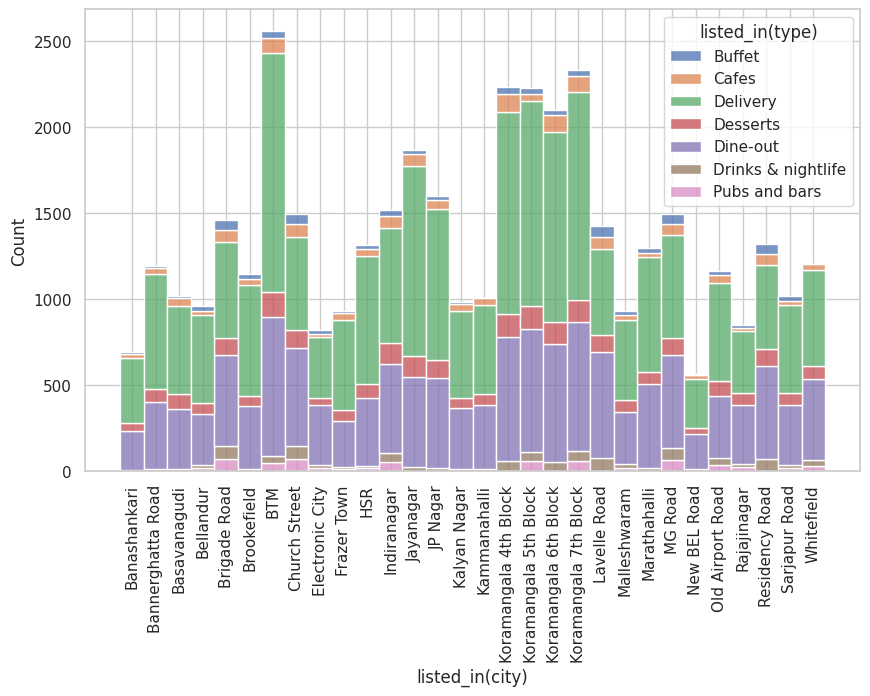 listed_in(type)
Buffet
Cafes
Delivery
Desserts
Dine-out
Drinks & nightlife
Pubs and bars
Count
2500
2000
1500
1000
500
0
Banashankari
Bannerghatta Road
Basavanagudi
Bellandur
Brigade Road
Brookefield
BTM
Church Street
Electronic City
Frazer Town
HSR
Indiranagar
Jayanagar
JP Nagar
Kalyan Nagar
Kammanahalli
Koramangala 4th Block
Koramangala 5th Block
Koramangala 6th Block
Koramangala 7th Block
Lavelle Road
Malleshwaram
Marathahalli
MG Road
New BEL Road
Old Airport Road
Rajajinagar
Residency Road
Sarjapur Road
Whitefield
listed_in(city)